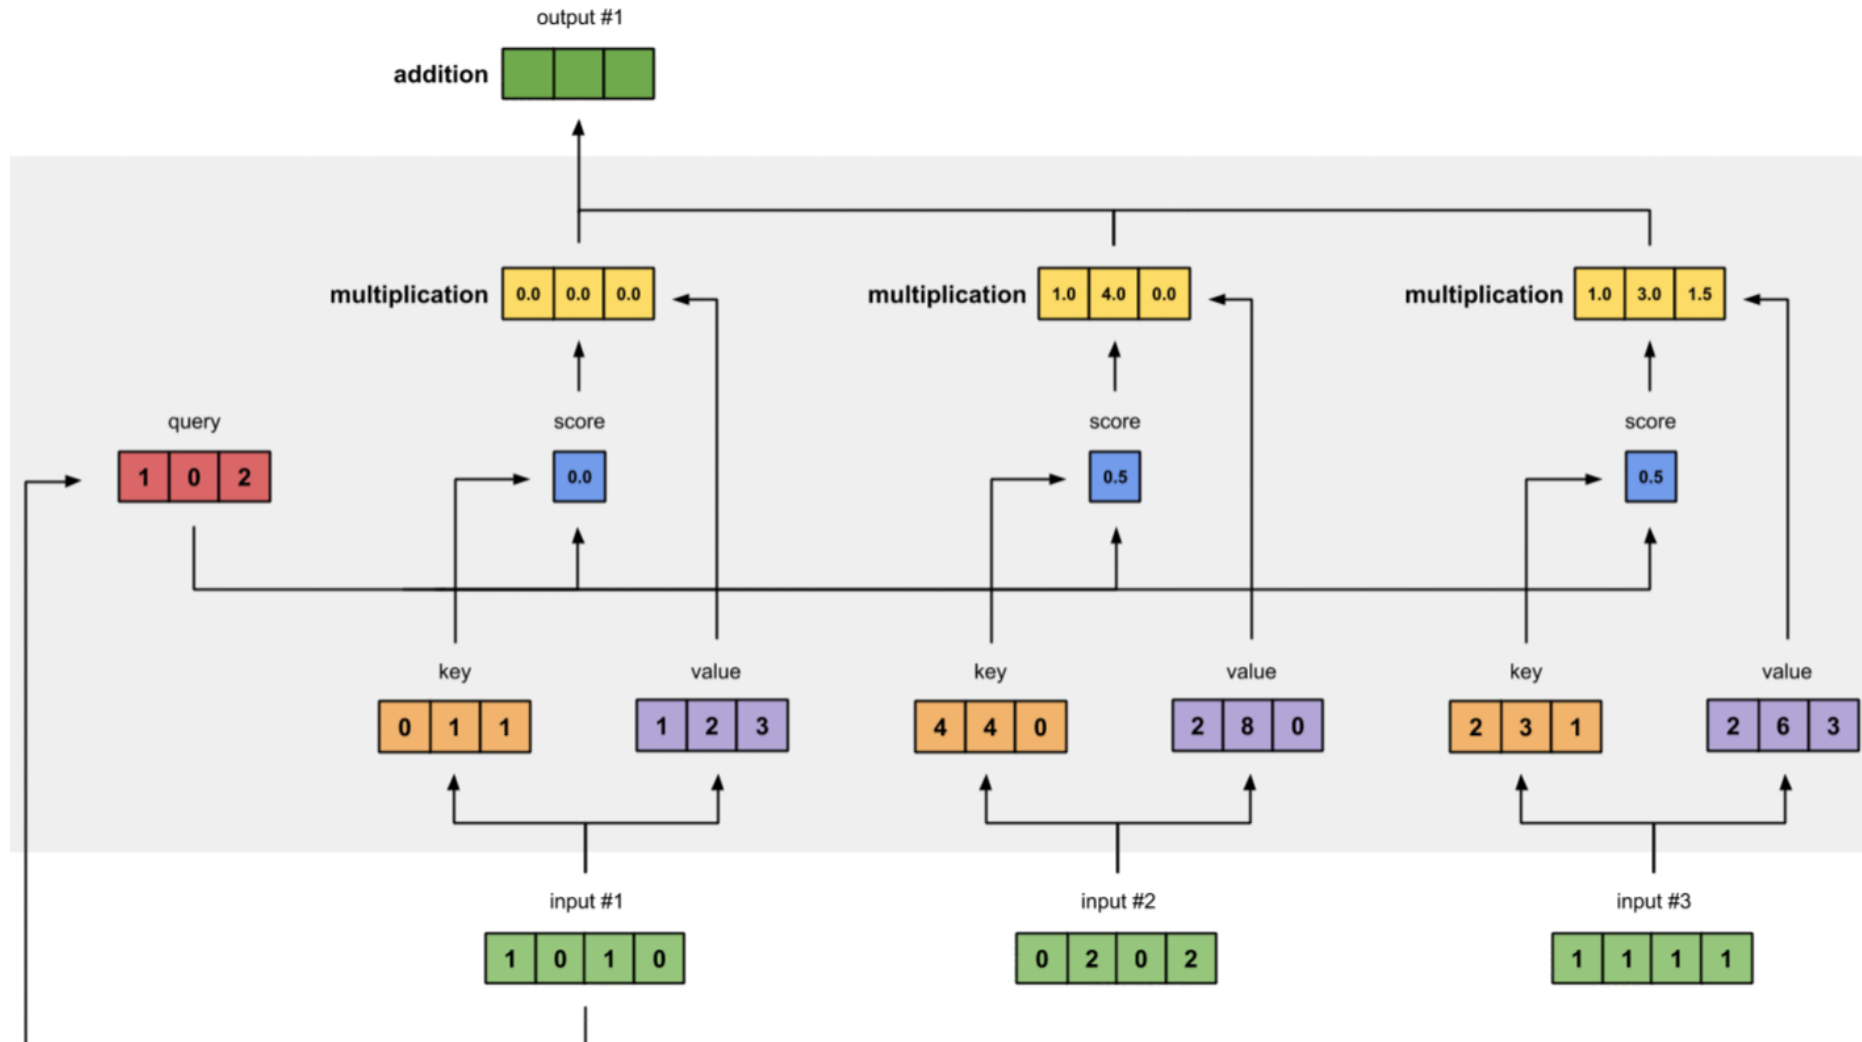 output #1
addition
multiplication 0.0 0.0 0.0 multiplication 1.0 4.0 0.0 multiplication 1.0 3.0 1.5
query score score score
1 0 2 0.0 0.5 0.5
key value key value key value
0 1 1 1 2 3 4 4 0 2 8 0 2 3 1 2 6 3
input #1 input #2 input #3
1 0 1 0 0 2 0 2 1 1 1 1